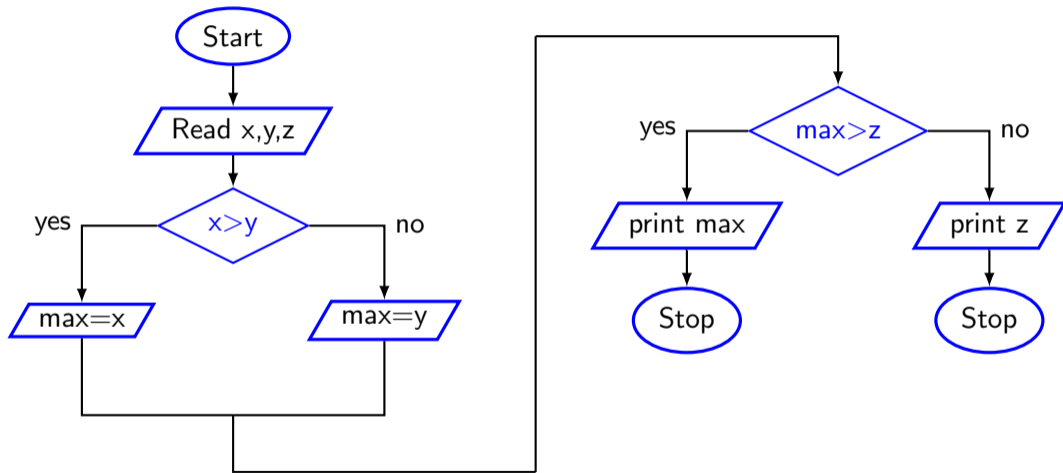 Start
Read x,y,z
x>y
yes
no
max=x
max=y
max>z
yes
no
print max
print z
Stop
Stop